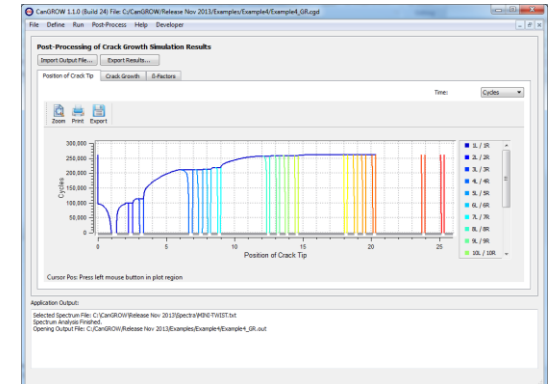 CanGROW 1.1.0 (Build 24) File: C:/CanGROW/Release Nov 2013/Examples/Example4/Example4_GR.cgd
File Define Run Post-Process Help Developer
Post-Processing of Crack Growth Simulation Results
Import Output File... Export Results...
Position of Crack Tip Crack Growth β-Factors
Time: Cycles
Zoom Print Export
300,000
250,000
200,000
150,000
100,000
50,000
0
Cycles
0 5 10 15 20 25
Position of Crack Tip
1L / 1R
2L / 2R
3L / 3R
4L / 4R
5L / 5R
6L / 6R
7L / 7R
8L / 8R
9L / 9R
10L / 10R
Cursor Pos: Press left mouse button in plot region
Application Output:
Selected Spectrum File: C:\CanGROW\Release Nov 2013\Spectra\MINI-TWIST.txt
Spectrum Analysis Finished.
Opening Output File: C:/CanGROW/Release Nov 2013/Examples/Example4/Example4_GR.out